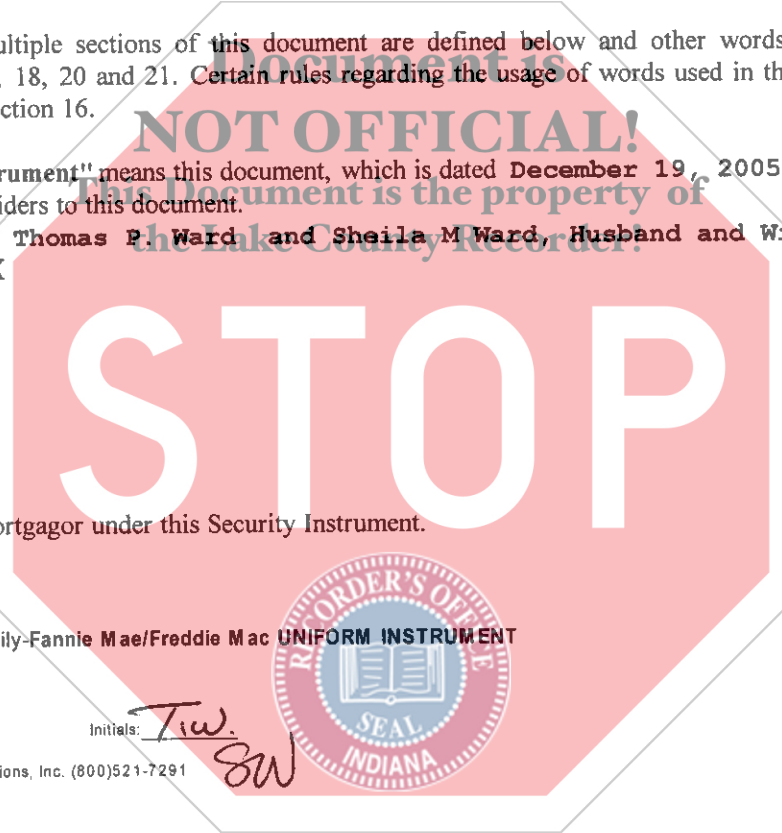 ultiple sections of this document are defined below and other words
Document is
, 18, 20 and 21. Certain rules regarding the usage of words used in th
ction 16.
NOT OFFICIAL!
rument" means this document, which is dated December 19, 2005
This Document is the property of
iders to this document.
Thomas P. Ward and Sheila M Ward, Husband and Wi
the Lake County Recorder!
STOP
ortgagor under this Security Instrument.
RECORDER'S OFFICE
ily-Fannie Mae/Freddie Mac UNIFORM INSTRUMENT
SEAL
INDIANA
Initials: T.W.
SW
ions, Inc. (800)521-7291